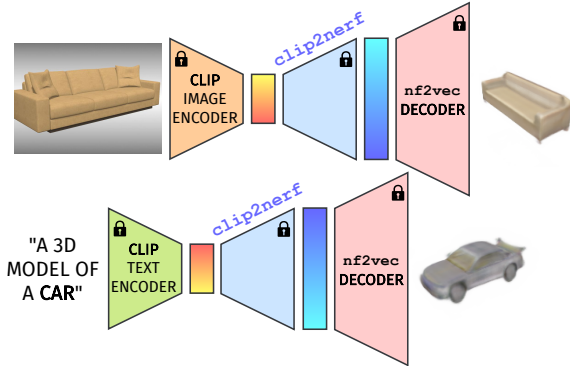 clip2nerf
CLIP
IMAGE
ENCODER
nf2vec
DECODER
clip2nerf
"A 3D
MODEL OF
A CAR"
CLIP
TEXT
ENCODER
nf2vec
DECODER